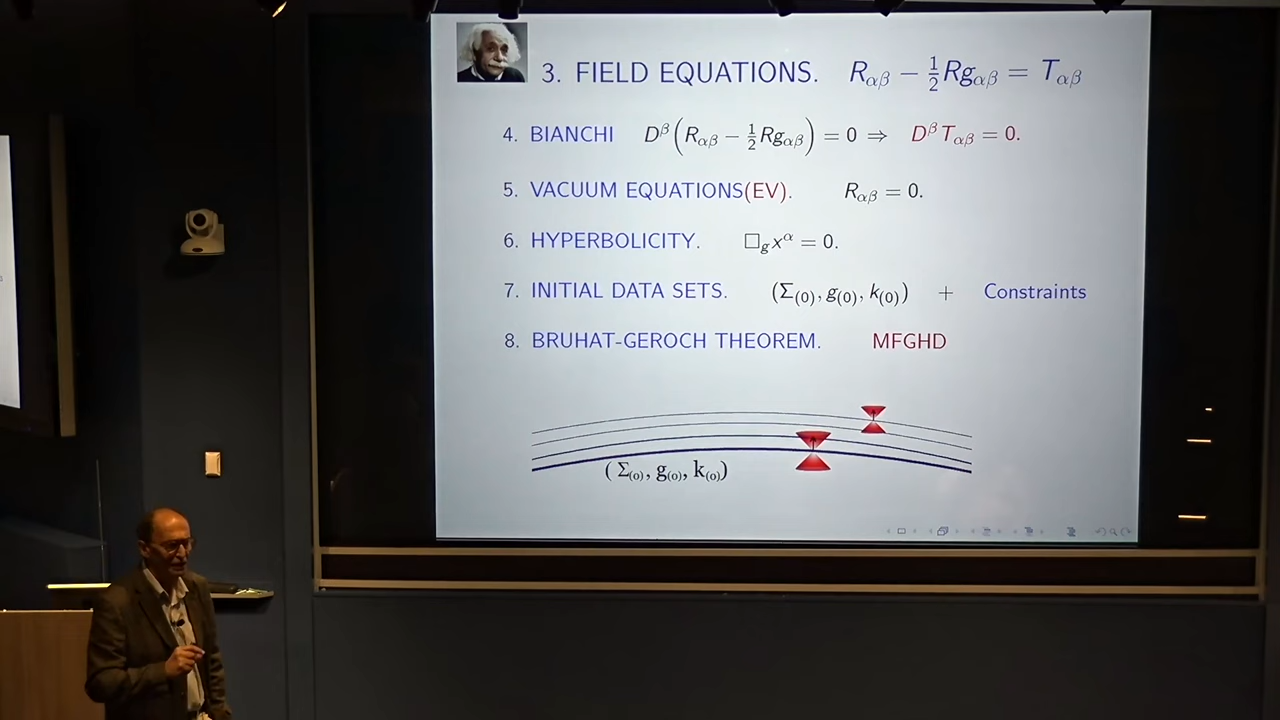 3. FIELD EQUATIONS. R_{αβ} − ½Rg_{αβ} = T_{αβ}
4. BIANCHI D^β(R_{αβ} − ½Rg_{αβ}) = 0 ⇒ D^βT_{αβ} = 0.
5. VACUUM EQUATIONS(EV). R_{αβ} = 0.
6. HYPERBOLICITY. □_g x^α = 0.
7. INITIAL DATA SETS. (Σ_{(0)}, g_{(0)}, k_{(0)}) + Constraints
8. BRUHAT-GEROCH THEOREM. MFGHD
( Σ_{(0)}, g_{(0)}, k_{(0)})